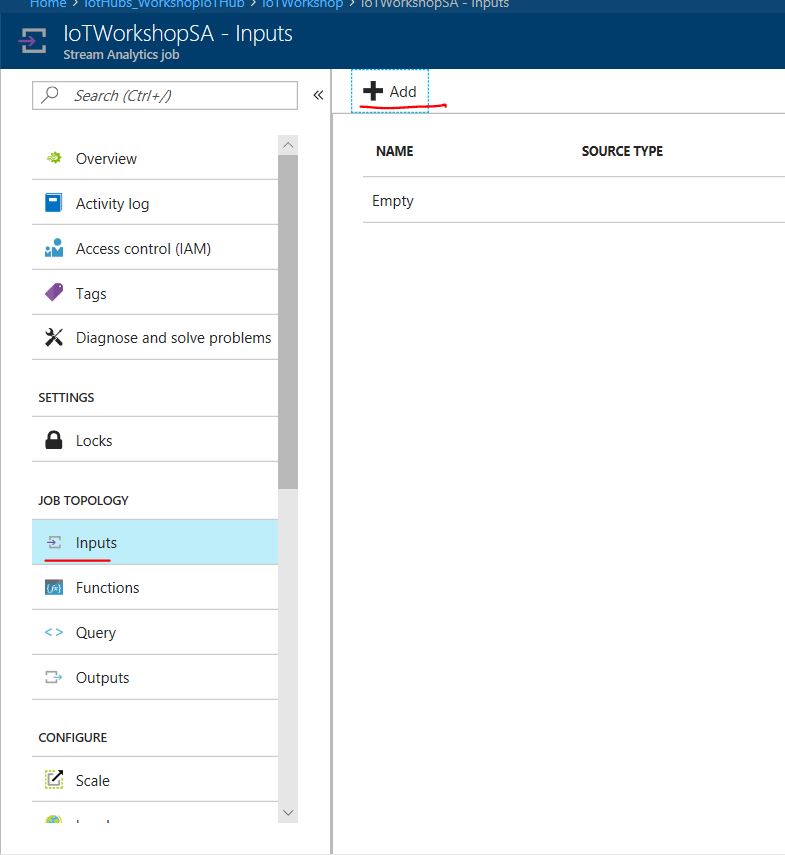 Home > IotHubs_WorkshopIoTHub > IoTWorkshop > IoTWorkshopSA - Inputs
IoTWorkshopSA - Inputs
Stream Analytics job
Search (Ctrl+/)
«
Add
Overview
Activity log
Access control (IAM)
Tags
Diagnose and solve problems
SETTINGS
Locks
JOB TOPOLOGY
Inputs
Functions
Query
Outputs
CONFIGURE
Scale
NAME SOURCE TYPE
Empty